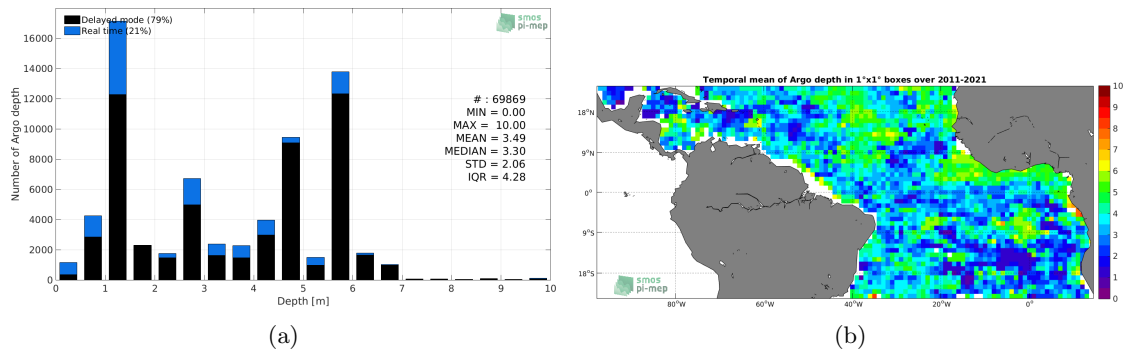 Delayed mode (79%)
Real time (21%)
smos
pi-mep
16000
14000
12000
10000
8000
6000
4000
2000
0
Number of Argo depth
# : 69869
MIN = 0.00
MAX = 10.00
MEAN = 3.49
MEDIAN = 3.30
STD = 2.06
IQR = 4.28
0 1 2 3 4 5 6 7 8 9 10
Depth [m]
(a)
Temporal mean of Argo depth in 1°x1° boxes over 2011-2021
18°N
9°N
0°
9°S
18°S
80°W 60°W 40°W 20°W 0°
smos
pi-mep
10
9
8
7
6
5
4
3
2
1
0
(b)